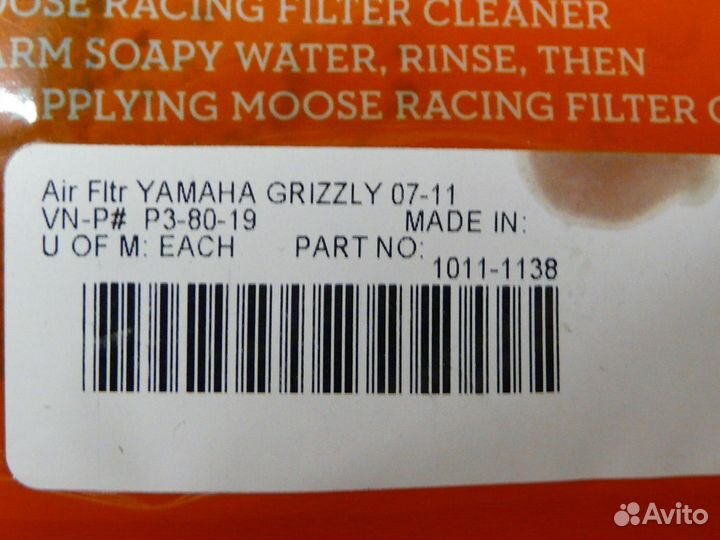 OOSE RACING FILTER CLEANER
ARM SOAPY WATER, RINSE, THEN
PPLYING MOOSE RACING FILTER
Air Fltr YAMAHA GRIZZLY 07-11
VN-P# P3-80-19 MADE IN:
U OF M: EACH PART NO:
1011-1138
Avito